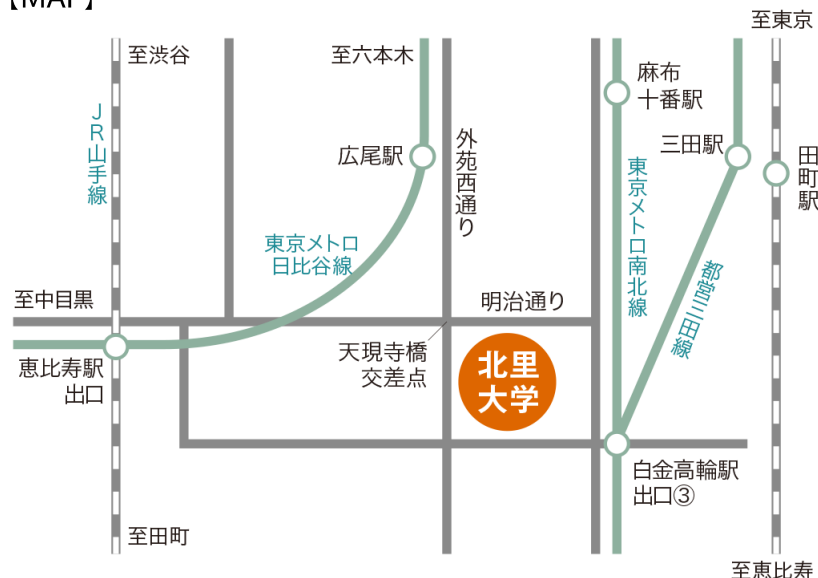 【MAP】
至東京
至渋谷
至六本木
麻布
十番駅
JR山手線
広尾駅
外苑西通り
三田駅
田町駅
東京メトロ南北線
東京メトロ
日比谷線
都営三田線
至中目黒
明治通り
天現寺橋
交差点
北里
大学
恵比寿駅
出口
白金高輪駅
出口③
至田町
至恵比寿